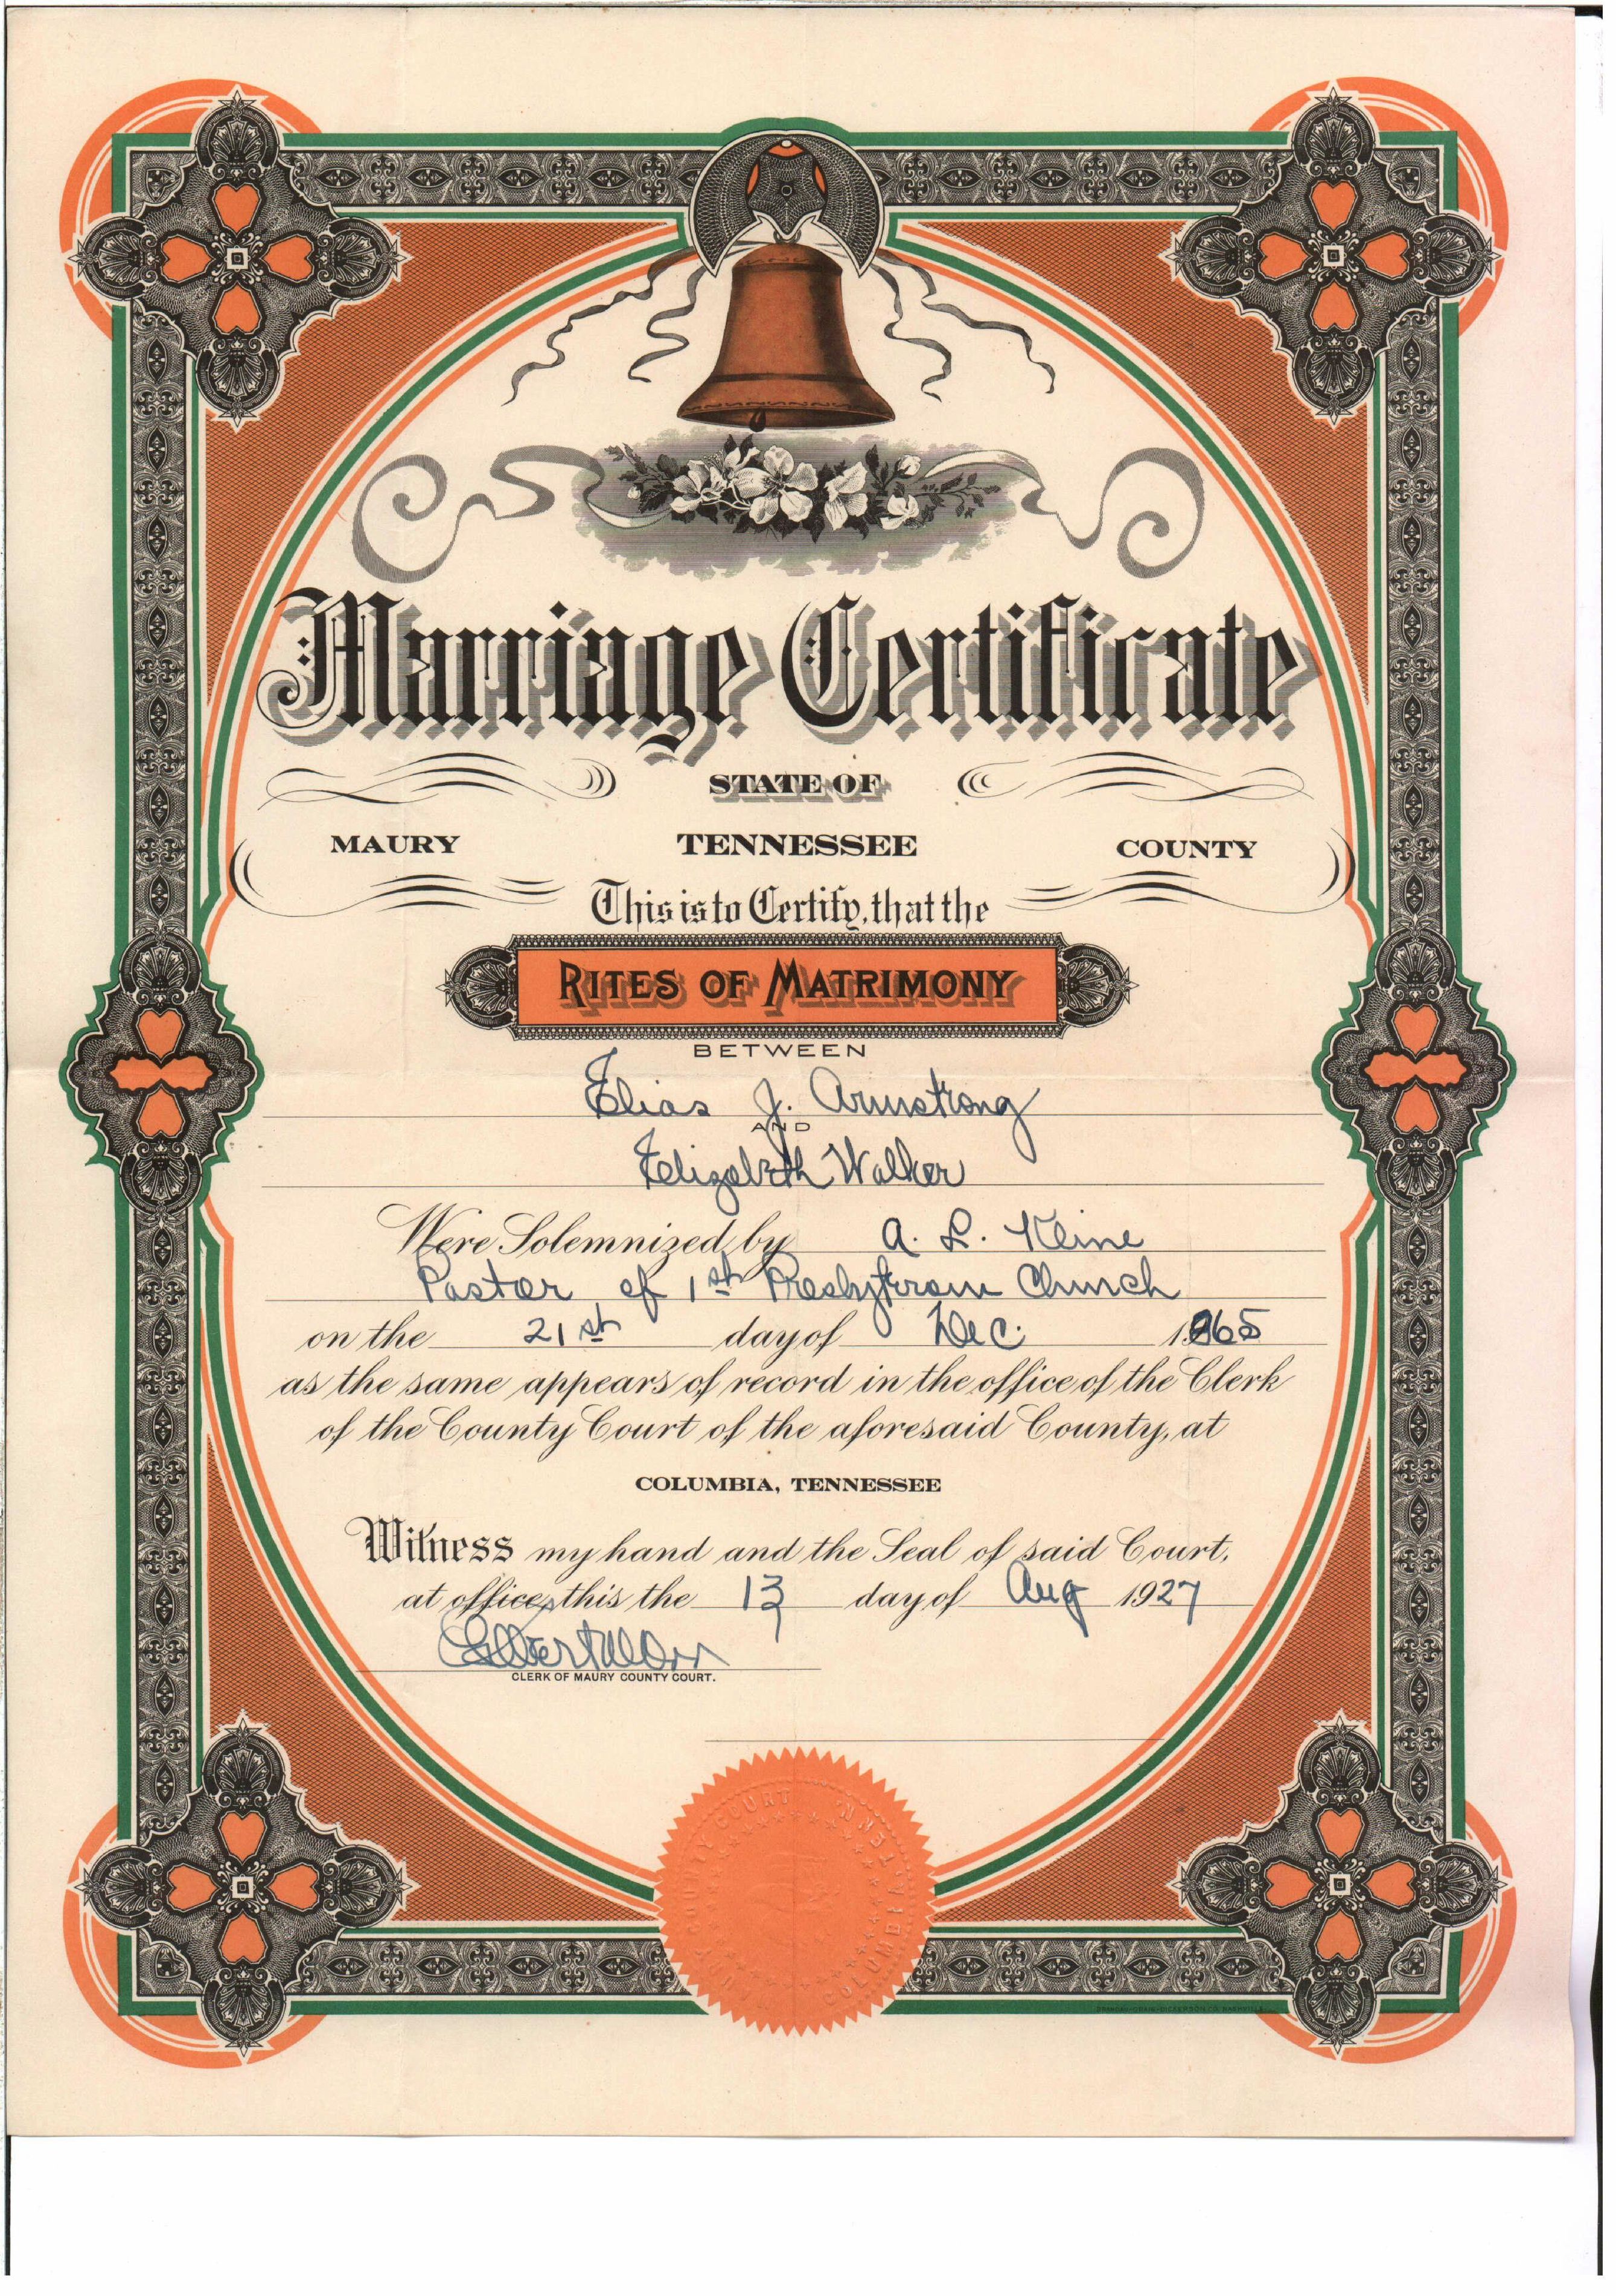 Marriage Certificate
STATE OF
MAURY TENNESSEE COUNTY
This is to Certify, that the
RITES OF MATRIMONY
BETWEEN
Elias J. Armstrong
AND
Elizabeth Walker
Were Solemnized by A. L. Kline
Pastor of 1st Presbyterian Church
on the 21st day of Dec. 1865
as the same appears of record in the office of the Clerk
of the County Court of the aforesaid County, at
COLUMBIA, TENNESSEE
Witness my hand and the Seal of said Court,
at office, this the 13 day of Aug 1927
CLERK OF MAURY COUNTY COURT.
COUNTY COURT
COLUMBIA, TENN